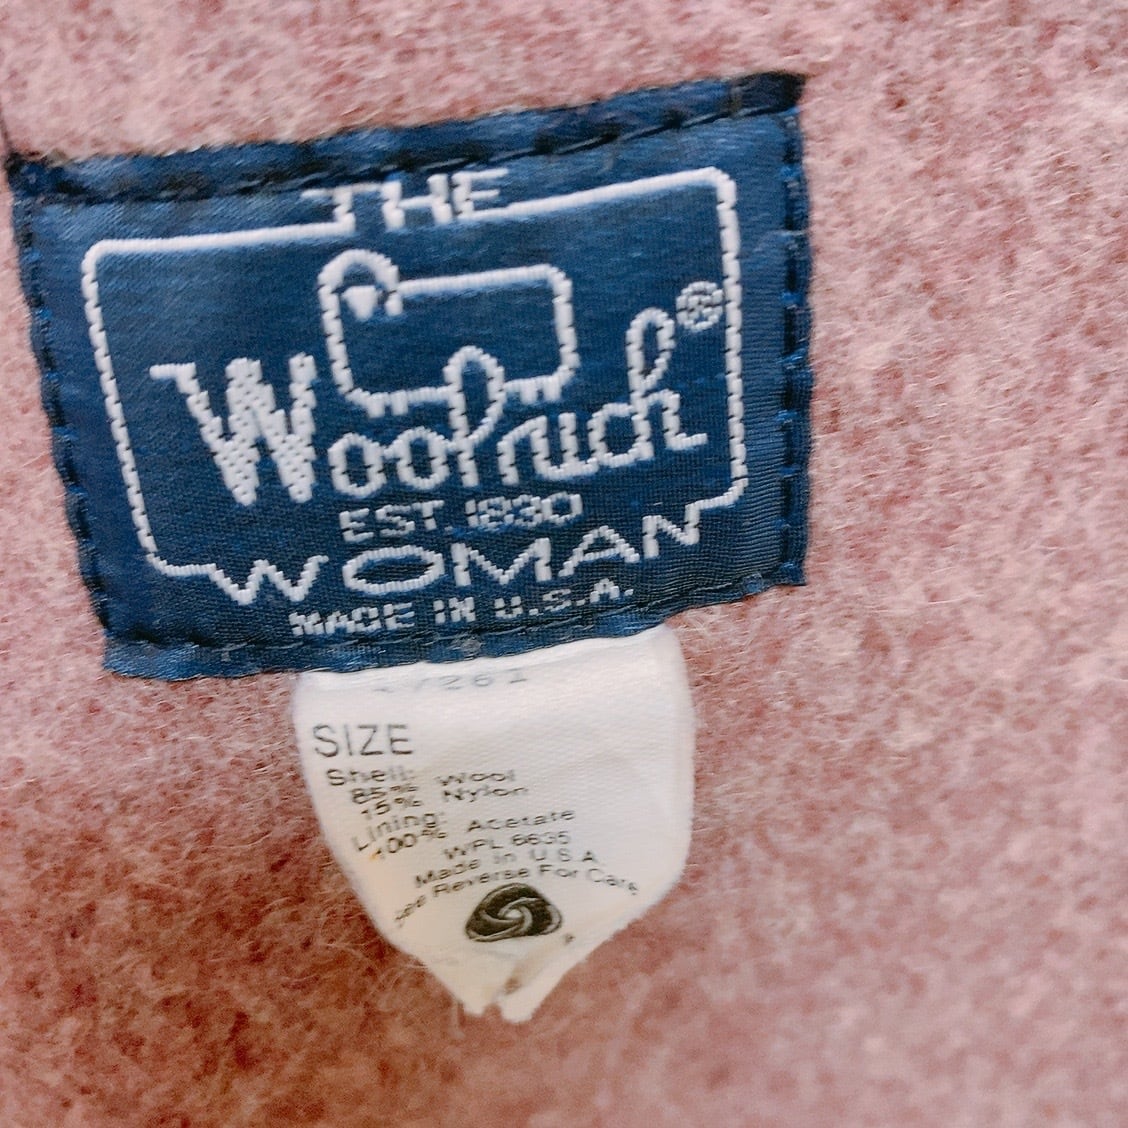 THE
Woolrich®
EST. 1830
WOMAN
MADE IN U.S.A.
SIZE
Shell: Wool
85%
15% Nylon
Lining:
100% Acetate
WPL 6635
Made In U.S.A.
See Reverse For Care